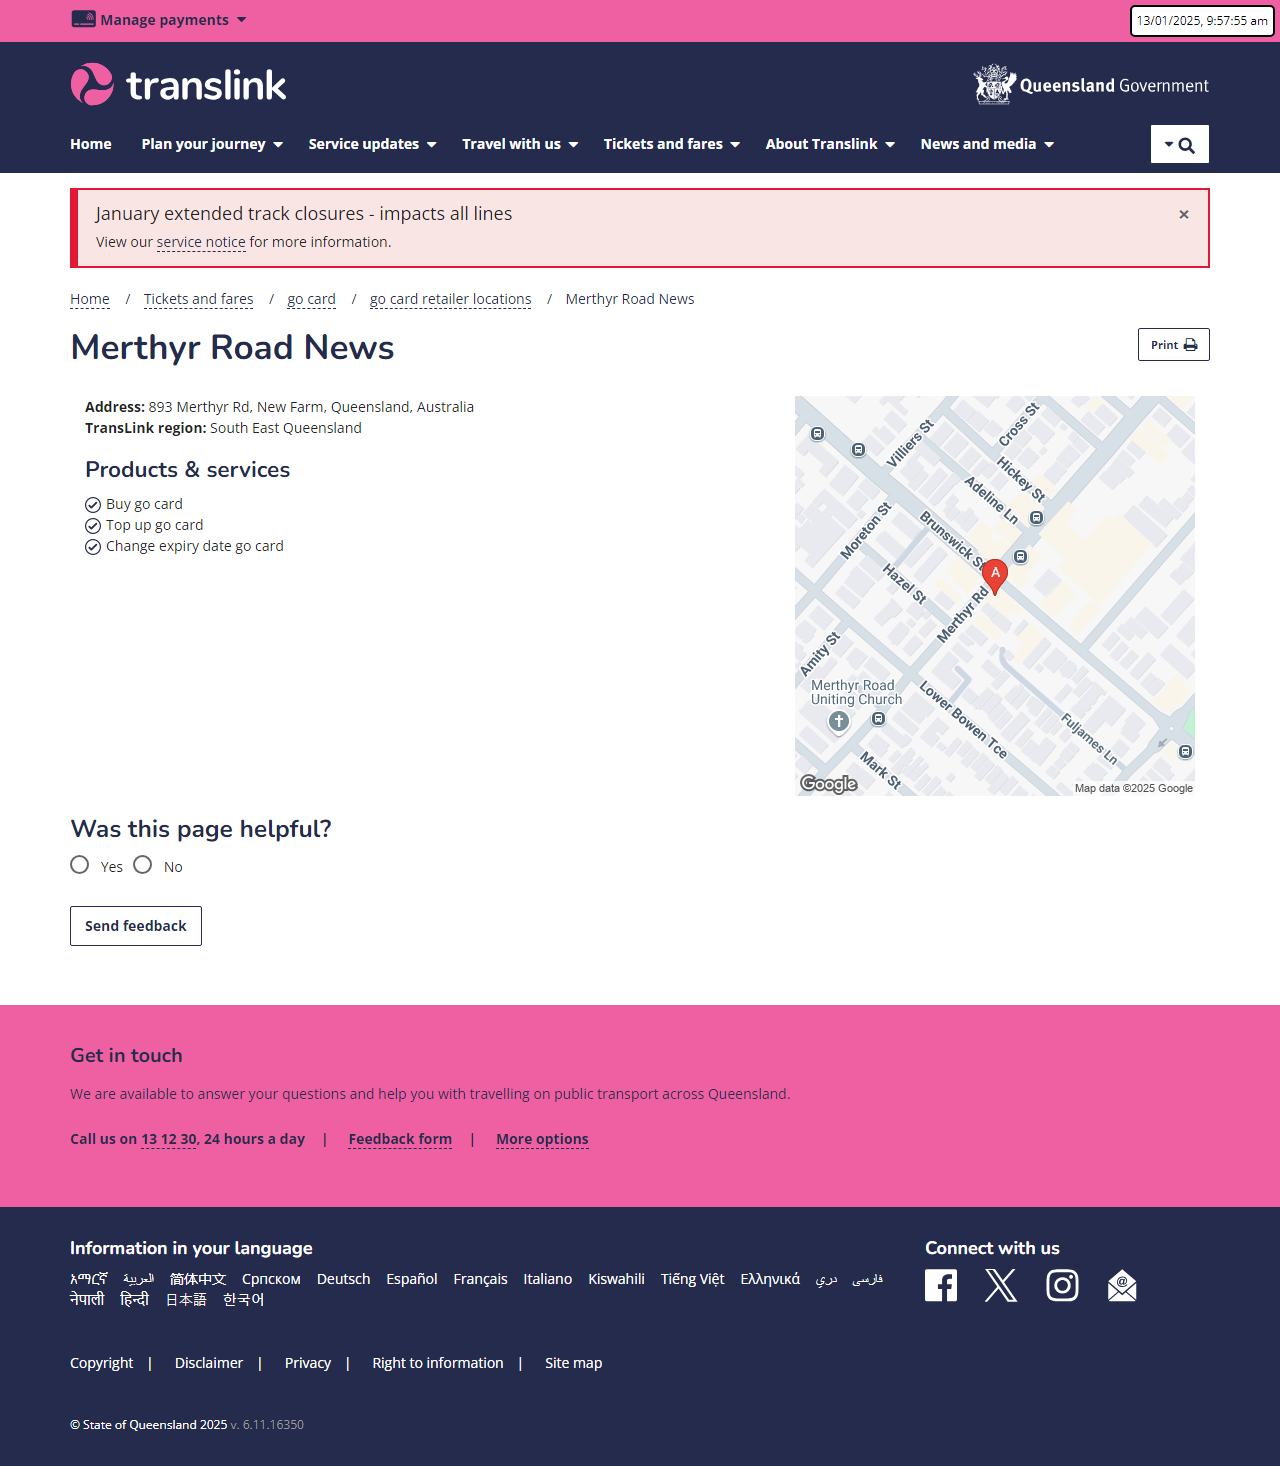 Manage payments
13/01/2025, 9:57:55 am
translink
Queensland Government
Home Plan your journey Service updates Travel with us Tickets and fares About Translink News and media
January extended track closures - impacts all lines
×
View our service notice for more information.
Home / Tickets and fares / go card / go card retailer locations / Merthyr Road News
Merthyr Road News
Print
Address: 893 Merthyr Rd, New Farm, Queensland, Australia
TransLink region: South East Queensland
Products & services
Buy go card
Top up go card
Change expiry date go card
Cross St
Villiers St
Hickey St
Adeline Ln
Moreton St
Brunswick St
A
Hazel St
Merthyr Rd
Amity St
Merthyr Road
Uniting Church
Lower Bowen Tce
Fuljames Ln
Mark St
Google
Map data ©2025 Google
Was this page helpful?
Yes No
Send feedback
Get in touch
We are available to answer your questions and help you with travelling on public transport across Queensland.
Call us on 13 12 30, 24 hours a day | Feedback form | More options
Information in your language
አማርኛ العربية 简体中文 Српском Deutsch Español Français Italiano Kiswahili Tiếng Việt Ελληνικά دري فارسی
नेपाली हिन्दी 日本語 한국어
Connect with us
Copyright | Disclaimer | Privacy | Right to information | Site map
© State of Queensland 2025 v. 6.11.16350